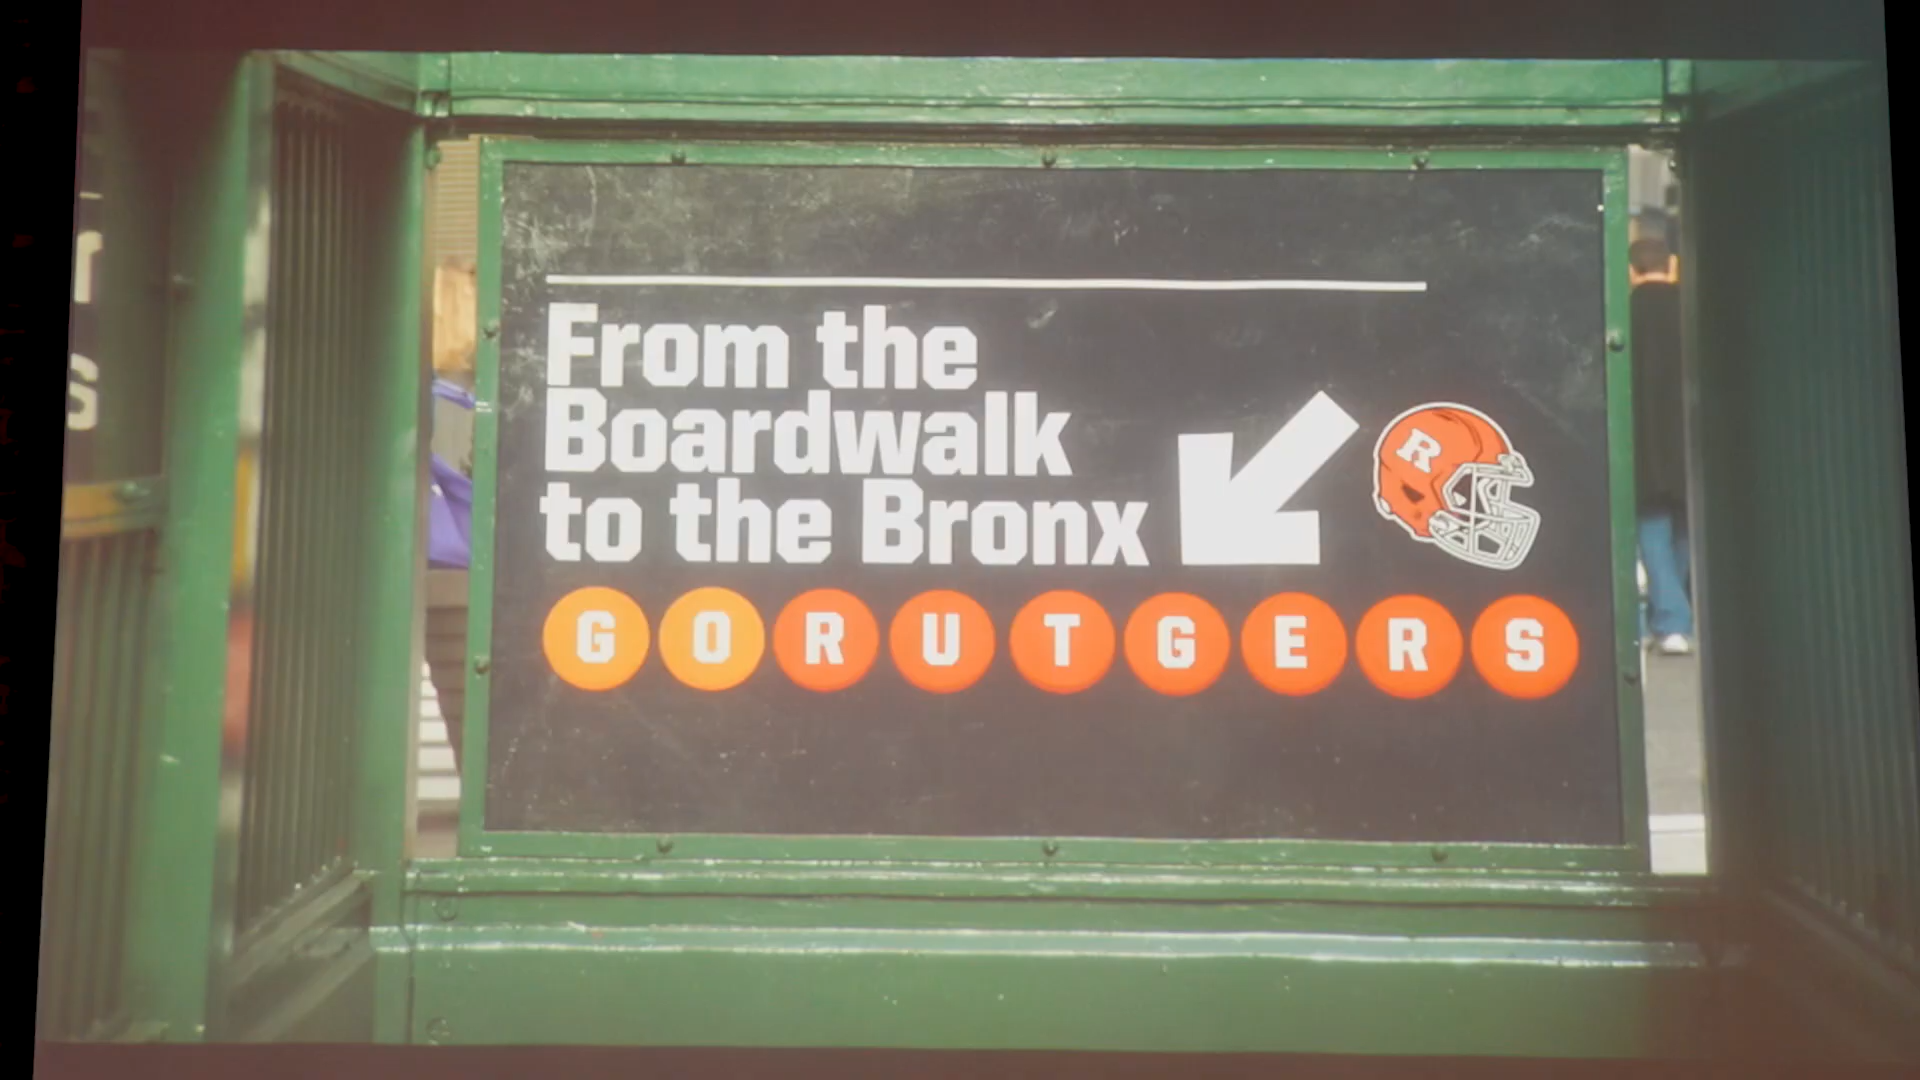 From the
Boardwalk
to the Bronx
R
GORUTGERS
r
s